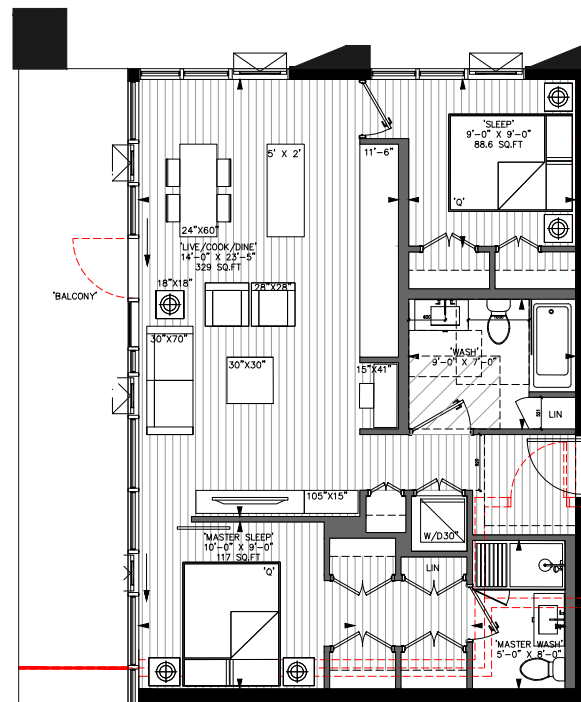 'SLEEP'
9'-0" X 9'-0"
88.6 SQ.FT
'Q'
5' X 2'
11'-6"
24"X60"
'LIVE/COOK/DINE'
14'-0" X 23'-5"
329 SQ.FT
18"X18"
28"X28"
'BALCONY'
30"X70"
30"X30"
15"X41"
'WASH'
9'-0" X 7'-0"
LIN
105"X15"
W/D30"
'MASTER SLEEP'
10'-0" X 9'-0"
117 SQ.FT
'Q'
LIN
'MASTER WASH'
5'-0" X 8'-0"